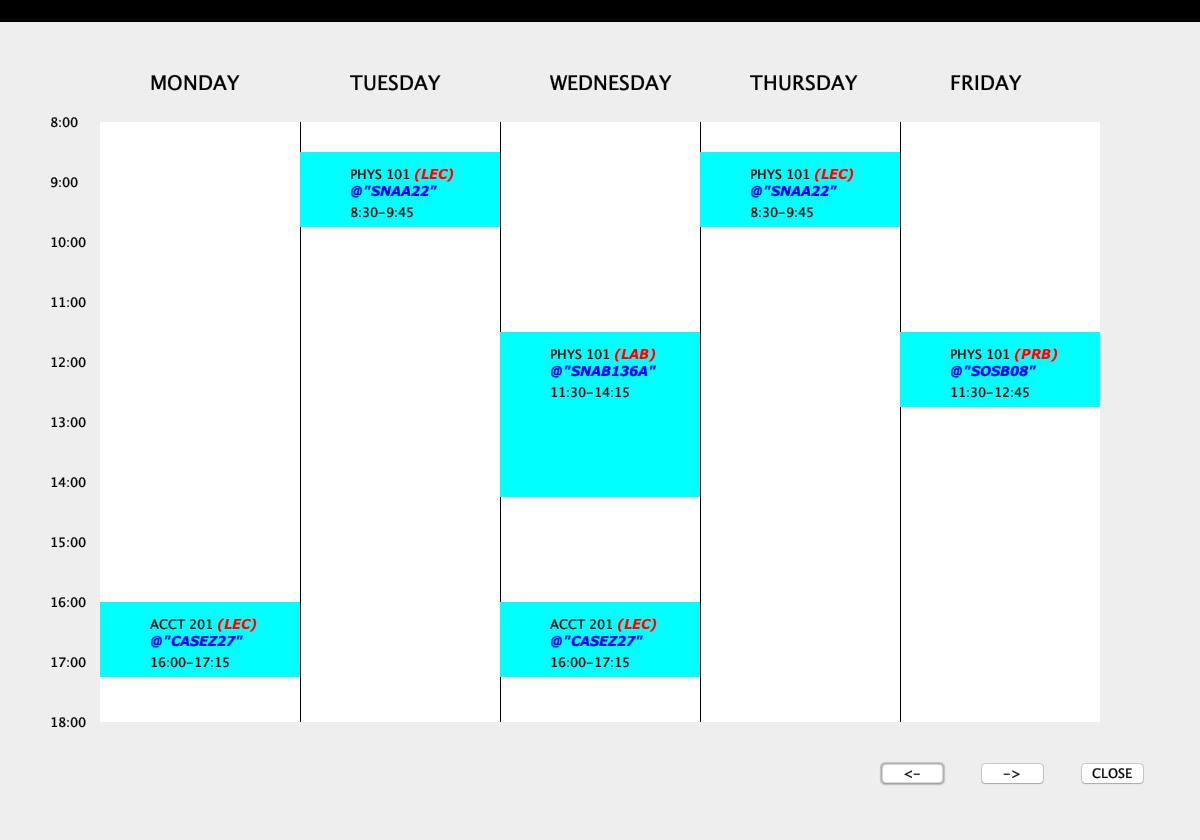 MONDAY TUESDAY WEDNESDAY THURSDAY FRIDAY
8:00
PHYS 101 (LEC)
@"SNAA22"
8:30-9:45
PHYS 101 (LEC)
@"SNAA22"
8:30-9:45
9:00
10:00
11:00
PHYS 101 (LAB)
@"SNAB136A"
11:30-14:15
PHYS 101 (PRB)
@"SOSB08"
11:30-12:45
12:00
13:00
14:00
15:00
16:00
ACCT 201 (LEC)
@"CASEZ27"
16:00-17:15
ACCT 201 (LEC)
@"CASEZ27"
16:00-17:15
17:00
18:00
<- -> CLOSE